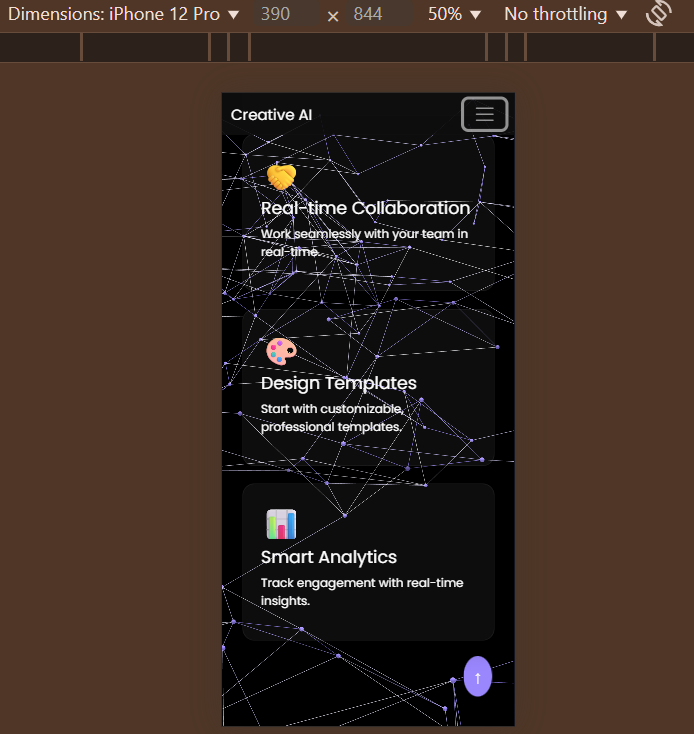 Dimensions: iPhone 12 Pro ▼ 390 × 844 50% ▼ No throttling ▼
Creative AI
Real-time Collaboration
Work seamlessly with your team in
real-time.
Design Templates
Start with customizable,
professional templates.
Smart Analytics
Track engagement with real-time
insights.
↑